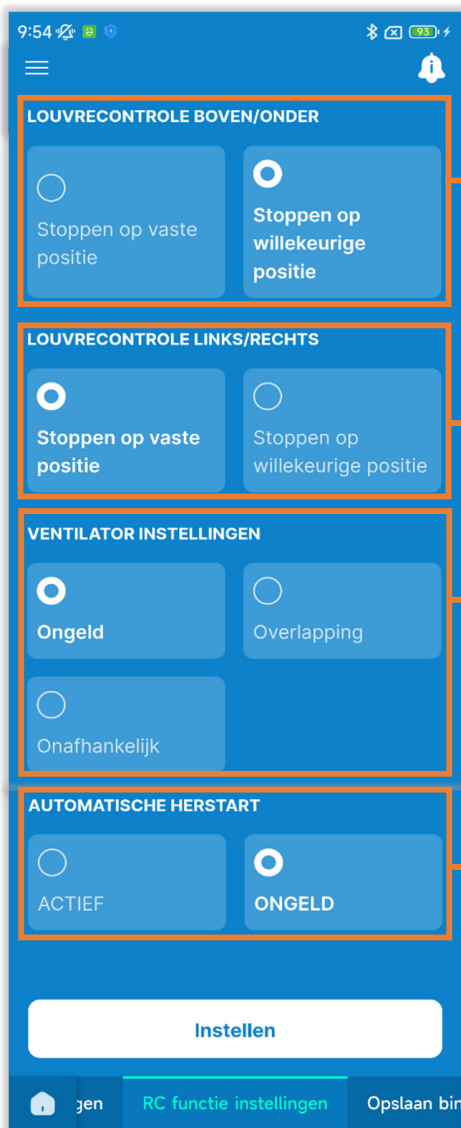 9:54
93
LOUVRECONTROLE BOVEN/ONDER
Stoppen op vaste
positie
Stoppen op
willekeurige
positie
LOUVRECONTROLE LINKS/RECHTS
Stoppen op vaste
positie
Stoppen op
willekeurige positie
VENTILATOR INSTELLINGEN
Ongeld
Overlapping
Onafhankelijk
AUTOMATISCHE HERSTART
ACTIEF
ONGELD
Instellen
gen
RC functie instellingen
Opslaan bin